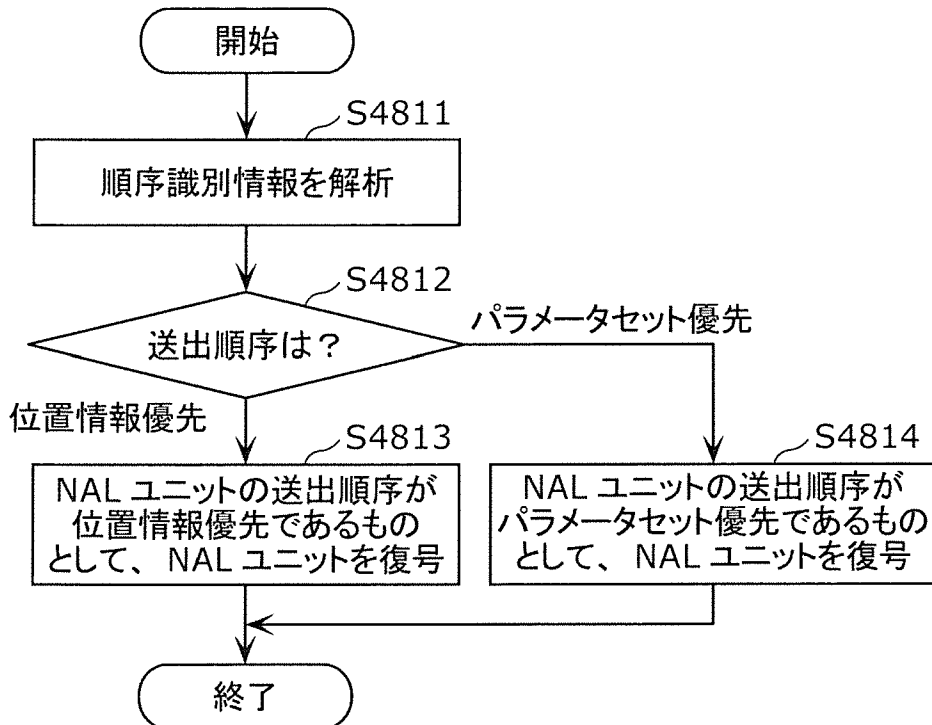 開始
S4811
順序識別情報を解析
S4812
送出順序は？
パラメータセット優先
位置情報優先
S4813
NAL ユニットの送出順序が
位置情報優先であるもの
として、NAL ユニットを復号
S4814
NAL ユニットの送出順序が
パラメータセット優先であるもの
として、NAL ユニットを復号
終了